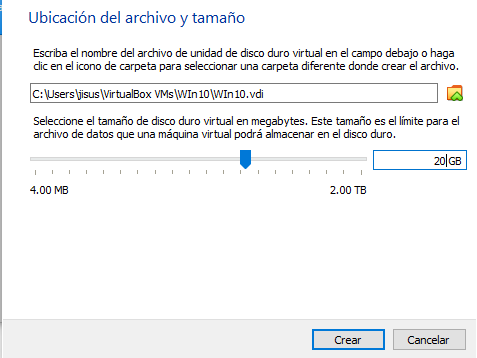 Ubicación del archivo y tamaño
Escriba el nombre del archivo de unidad de disco duro virtual en el campo debajo o haga
clic en el icono de carpeta para seleccionar una carpeta diferente donde crear el archivo.
C:\Users\jisus\VirtualBox VMs\WIn10\WIn10.vdi
Seleccione el tamaño de disco duro virtual en megabytes. Este tamaño es el límite para el
archivo de datos que una máquina virtual podrá almacenar en el disco duro.
20 GB
4.00 MB 2.00 TB
Crear Cancelar